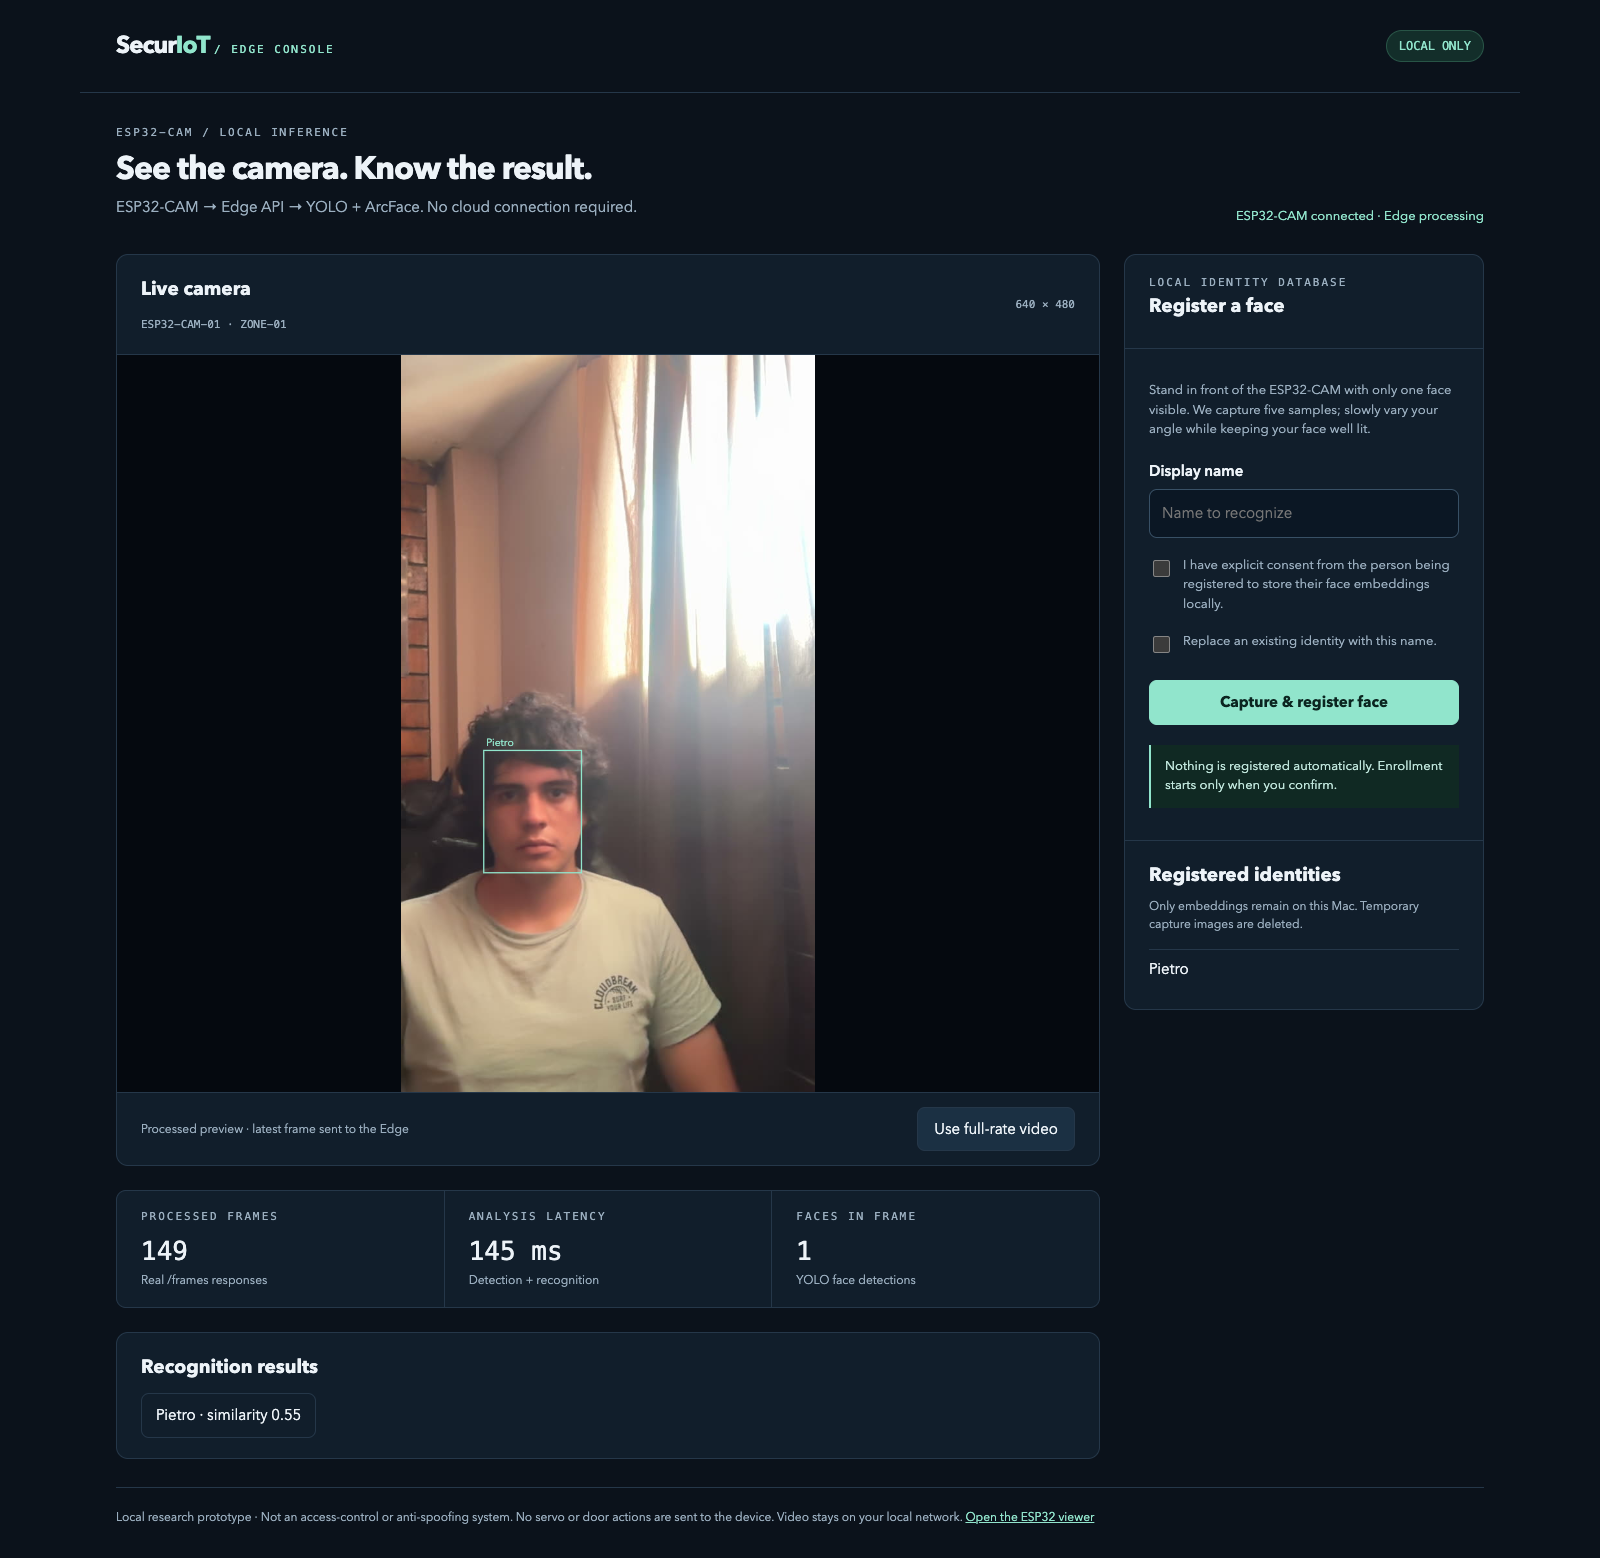 SecurIoT / EDGE CONSOLE
LOCAL ONLY
ESP32-CAM / LOCAL INFERENCE
See the camera. Know the result.
ESP32-CAM → Edge API → YOLO + ArcFace. No cloud connection required.
ESP32-CAM connected · Edge processing
Live camera
ESP32-CAM-01 · ZONE-01
640 × 480
Pietro
CLOUDBREAK
SURF
YOUR LIFE
Processed preview · latest frame sent to the Edge
Use full-rate video
PROCESSED FRAMES
149
Real /frames responses
ANALYSIS LATENCY
145 ms
Detection + recognition
FACES IN FRAME
1
YOLO face detections
Recognition results
Pietro · similarity 0.55
LOCAL IDENTITY DATABASE
Register a face
Stand in front of the ESP32-CAM with only one face
visible. We capture five samples; slowly vary your
angle while keeping your face well lit.
Display name
Name to recognize
I have explicit consent from the person being
registered to store their face embeddings
locally.
Replace an existing identity with this name.
Capture & register face
Nothing is registered automatically. Enrollment
starts only when you confirm.
Registered identities
Only embeddings remain on this Mac. Temporary
capture images are deleted.
Pietro
Local research prototype · Not an access-control or anti-spoofing system. No servo or door actions are sent to the device. Video stays on your local network. Open the ESP32 viewer